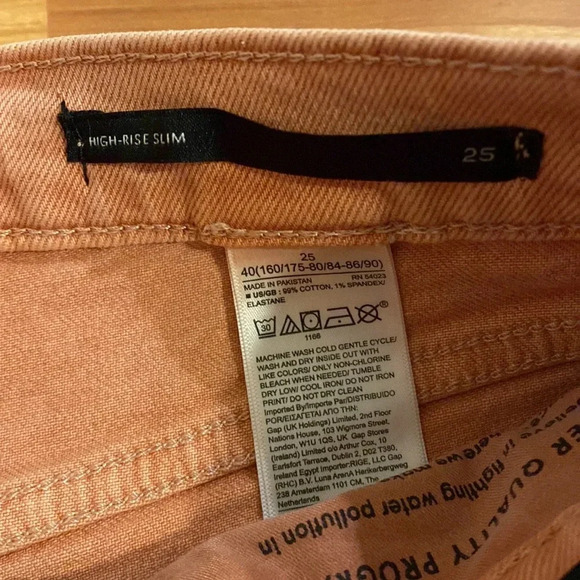 HIGH-RISE SLIM
25
25
40(160/175-80/84-86/90)
MADE IN PAKISTAN RN 54023
■ US/GB : 99% COTTON, 1% SPANDEX/
ELASTANE
30
1166
MACHINE WASH COLD GENTLE CYCLE/
WASH AND DRY INSIDE OUT WITH
LIKE COLORS/ ONLY NON-CHLORINE
BLEACH WHEN NEEDED/ TUMBLE
DRY LOW/ COOL IRON/ DO NOT IRON
PRINT/ DO NOT DRY CLEAN
Imported By/Importe Par/DISTRIBUIDO
POR/ΕΙΣΑΓΕΤΑΙ ΑΠΟ ΤΗΝ:
Gap (UK Holdings) Limited, 2nd Floor
Nations House, 103 Wigmore Street,
London, W1U 1QS, UK Gap Stores
(Ireland) Limited c/o Arthur Cox, 10
Earlsfort Terrace, Dublin 2, D02 T380,
Ireland Egypt Importer:RIGE, LLC Gap
(RHC) B.V. Luna ArenA Herikerbergweg
238 Amsterdam 1101 CM, The
QUALITY
in fighting
water pollution in